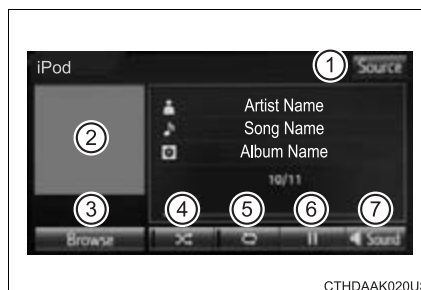 iPod
1 Source
Artist Name
2 Song Name
Album Name
10/11
3 4 5 6 7
Browse Sound
CTHDAAK020US